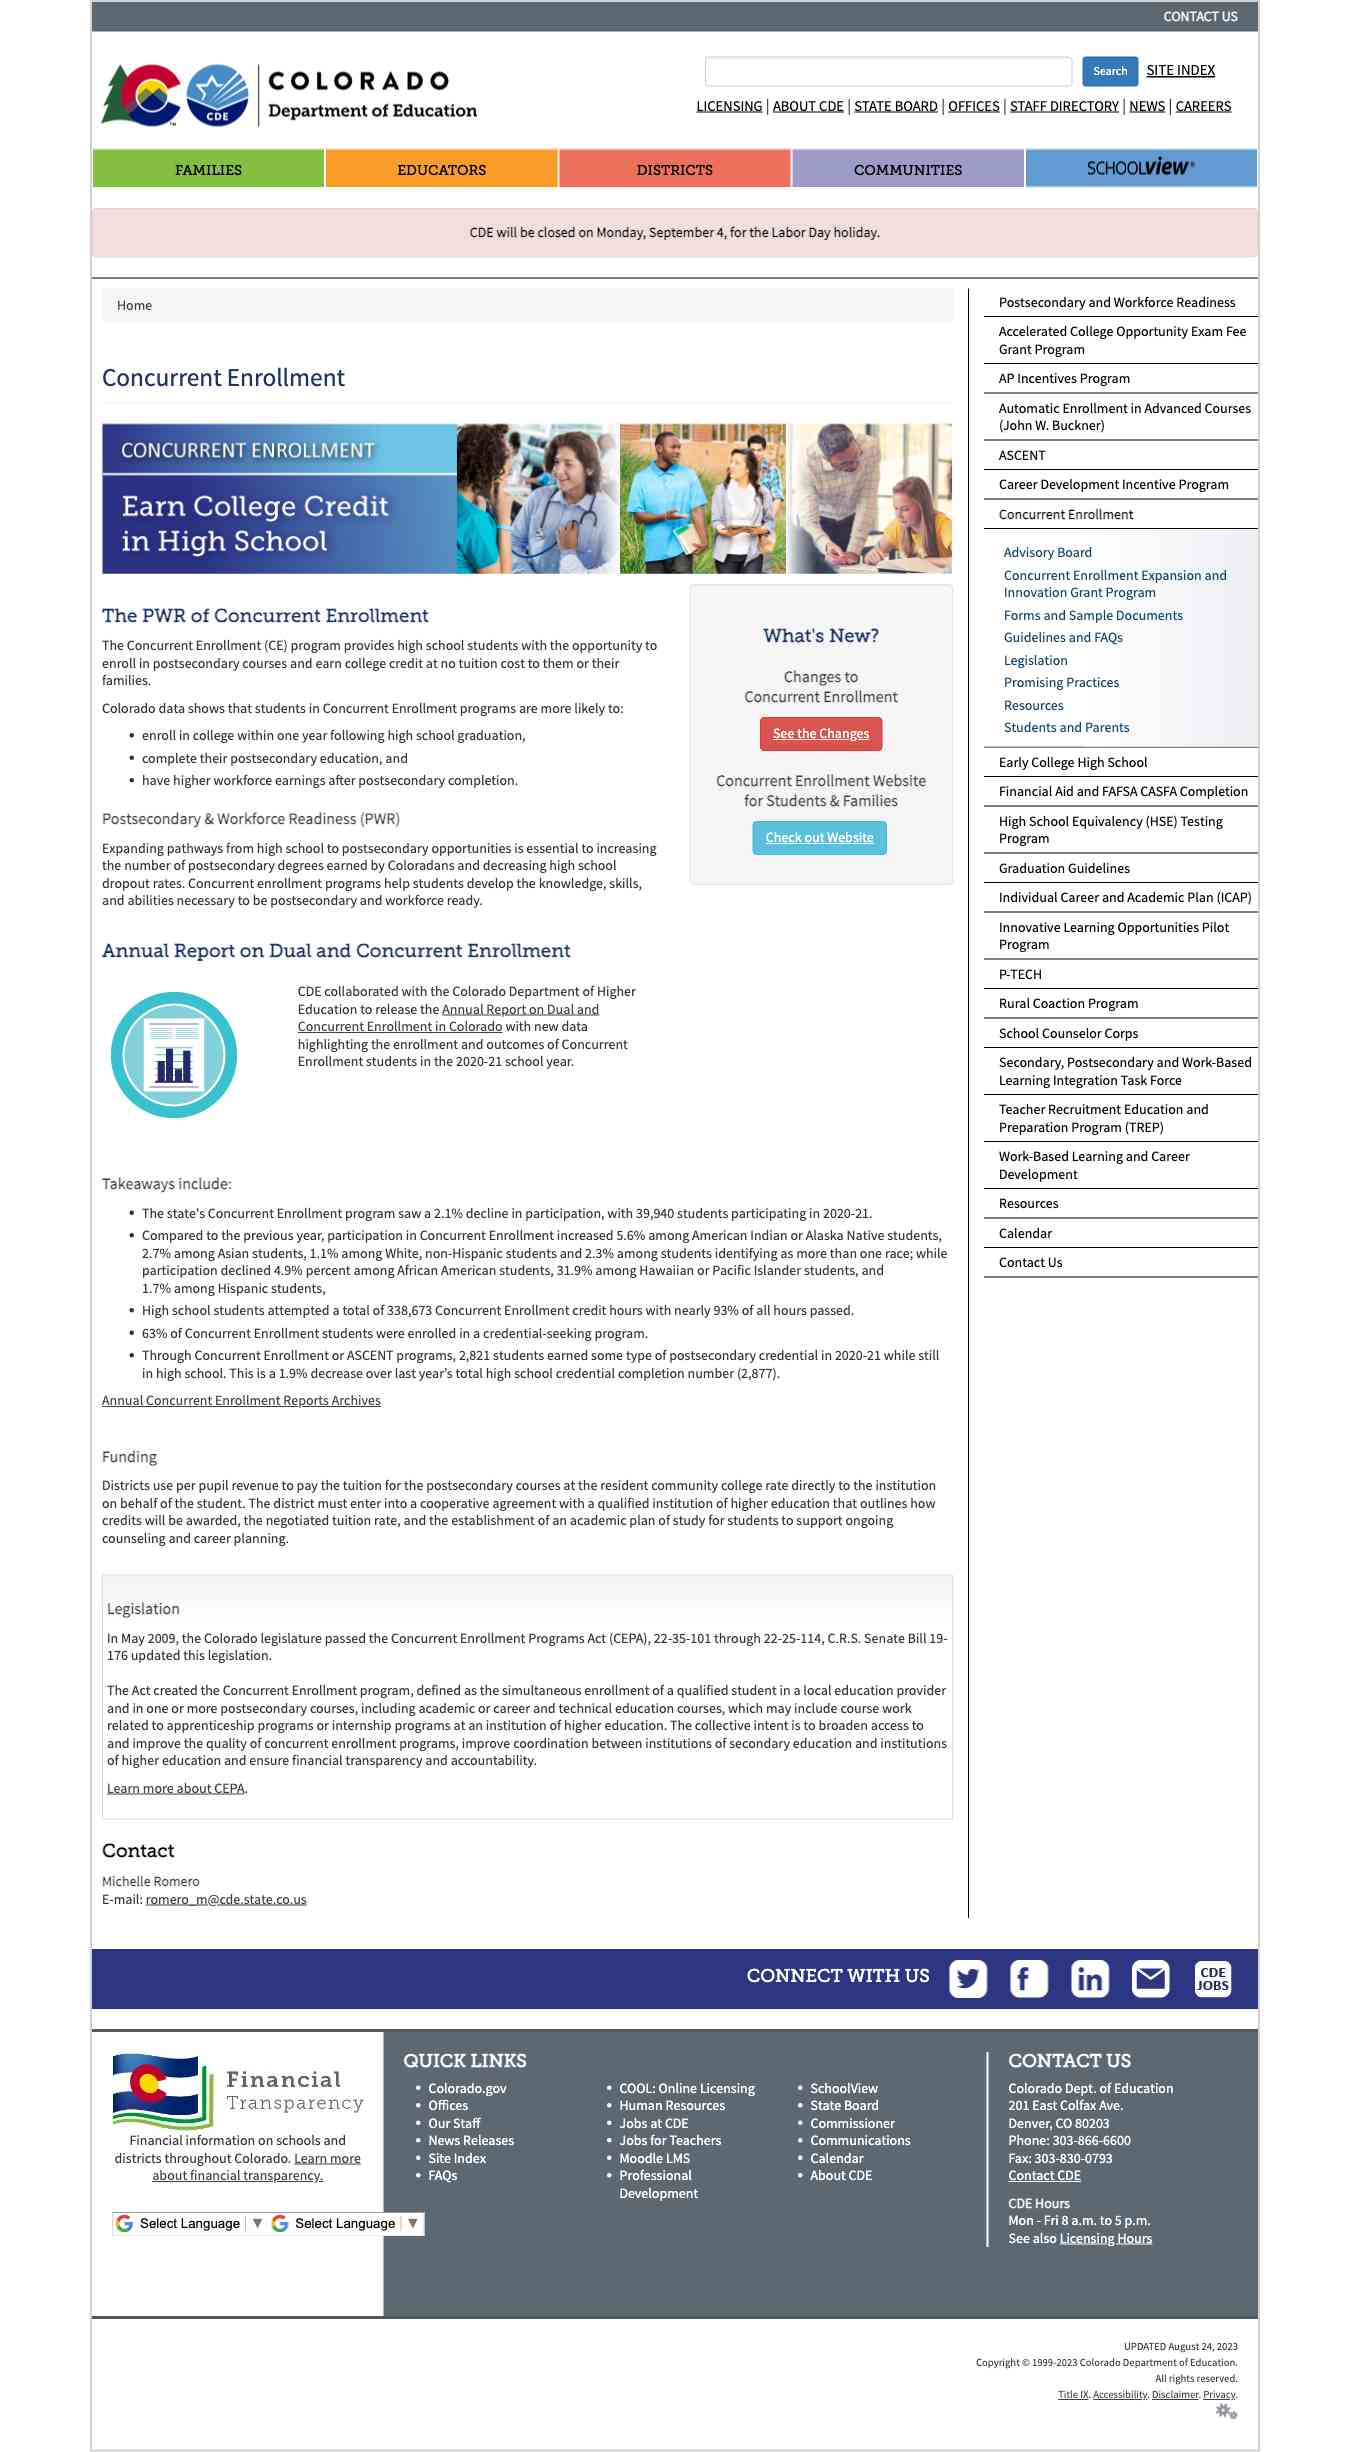 CONTACT US
CDE
COLORADO
Department of Education
Search
SITE INDEX
LICENSING | ABOUT CDE | STATE BOARD | OFFICES | STAFF DIRECTORY | NEWS | CAREERS
FAMILIES
EDUCATORS
DISTRICTS
COMMUNITIES
SCHOOLVIEW®
CDE will be closed on Monday, September 4, for the Labor Day holiday.
Home
Concurrent Enrollment
CONCURRENT ENROLLMENT
Earn College Credit
in High School
The PWR of Concurrent Enrollment
The Concurrent Enrollment (CE) program provides high school students with the opportunity to
enroll in postsecondary courses and earn college credit at no tuition cost to them or their
families.
Colorado data shows that students in Concurrent Enrollment programs are more likely to:
• enroll in college within one year following high school graduation,
• complete their postsecondary education, and
• have higher workforce earnings after postsecondary completion.
Postsecondary & Workforce Readiness (PWR)
Expanding pathways from high school to postsecondary opportunities is essential to increasing
the number of postsecondary degrees earned by Coloradans and decreasing high school
dropout rates. Concurrent enrollment programs help students develop the knowledge, skills,
and abilities necessary to be postsecondary and workforce ready.
What's New?
Changes to
Concurrent Enrollment
See the Changes
Concurrent Enrollment Website
for Students & Families
Check out Website
Annual Report on Dual and Concurrent Enrollment
CDE collaborated with the Colorado Department of Higher
Education to release the Annual Report on Dual and
Concurrent Enrollment in Colorado with new data
highlighting the enrollment and outcomes of Concurrent
Enrollment students in the 2020-21 school year.
Takeaways include:
• The state's Concurrent Enrollment program saw a 2.1% decline in participation, with 39,940 students participating in 2020-21.
• Compared to the previous year, participation in Concurrent Enrollment increased 5.6% among American Indian or Alaska Native students,
2.7% among Asian students, 1.1% among White, non-Hispanic students and 2.3% among students identifying as more than one race; while
participation declined 4.9% percent among African American students, 31.9% among Hawaiian or Pacific Islander students, and
1.7% among Hispanic students,
• High school students attempted a total of 338,673 Concurrent Enrollment credit hours with nearly 93% of all hours passed.
• 63% of Concurrent Enrollment students were enrolled in a credential-seeking program.
• Through Concurrent Enrollment or ASCENT programs, 2,821 students earned some type of postsecondary credential in 2020-21 while still
in high school. This is a 1.9% decrease over last year's total high school credential completion number (2,877).
Annual Concurrent Enrollment Reports Archives
Funding
Districts use per pupil revenue to pay the tuition for the postsecondary courses at the resident community college rate directly to the institution
on behalf of the student. The district must enter into a cooperative agreement with a qualified institution of higher education that outlines how
credits will be awarded, the negotiated tuition rate, and the establishment of an academic plan of study for students to support ongoing
counseling and career planning.
Legislation
In May 2009, the Colorado legislature passed the Concurrent Enrollment Programs Act (CEPA), 22-35-101 through 22-25-114, C.R.S. Senate Bill 19-
176 updated this legislation.
The Act created the Concurrent Enrollment program, defined as the simultaneous enrollment of a qualified student in a local education provider
and in one or more postsecondary courses, including academic or career and technical education courses, which may include course work
related to apprenticeship programs or internship programs at an institution of higher education. The collective intent is to broaden access to
and improve the quality of concurrent enrollment programs, improve coordination between institutions of secondary education and institutions
of higher education and ensure financial transparency and accountability.
Learn more about CEPA.
Contact
Michelle Romero
E-mail: romero_m@cde.state.co.us
Postsecondary and Workforce Readiness
Accelerated College Opportunity Exam Fee
Grant Program
AP Incentives Program
Automatic Enrollment in Advanced Courses
(John W. Buckner)
ASCENT
Career Development Incentive Program
Concurrent Enrollment
Advisory Board
Concurrent Enrollment Expansion and
Innovation Grant Program
Forms and Sample Documents
Guidelines and FAQs
Legislation
Promising Practices
Resources
Students and Parents
Early College High School
Financial Aid and FAFSA CASFA Completion
High School Equivalency (HSE) Testing
Program
Graduation Guidelines
Individual Career and Academic Plan (ICAP)
Innovative Learning Opportunities Pilot
Program
P-TECH
Rural Coaction Program
School Counselor Corps
Secondary, Postsecondary and Work-Based
Learning Integration Task Force
Teacher Recruitment Education and
Preparation Program (TREP)
Work-Based Learning and Career
Development
Resources
Calendar
Contact Us
CONNECT WITH US
CDE
JOBS
Financial
Transparency
Financial information on schools and
districts throughout Colorado. Learn more
about financial transparency.
Select Language ▼ Select Language ▼
QUICK LINKS
• Colorado.gov
• Offices
• Our Staff
• News Releases
• Site Index
• FAQs
• COOL: Online Licensing
• Human Resources
• Jobs at CDE
• Jobs for Teachers
• Moodle LMS
• Professional
Development
• SchoolView
• State Board
• Commissioner
• Communications
• Calendar
• About CDE
CONTACT US
Colorado Dept. of Education
201 East Colfax Ave.
Denver, CO 80203
Phone: 303-866-6600
Fax: 303-830-0793
Contact CDE
CDE Hours
Mon - Fri 8 a.m. to 5 p.m.
See also Licensing Hours
UPDATED August 24, 2023
Copyright © 1999-2023 Colorado Department of Education.
All rights reserved.
Title IX. Accessibility. Disclaimer. Privacy.